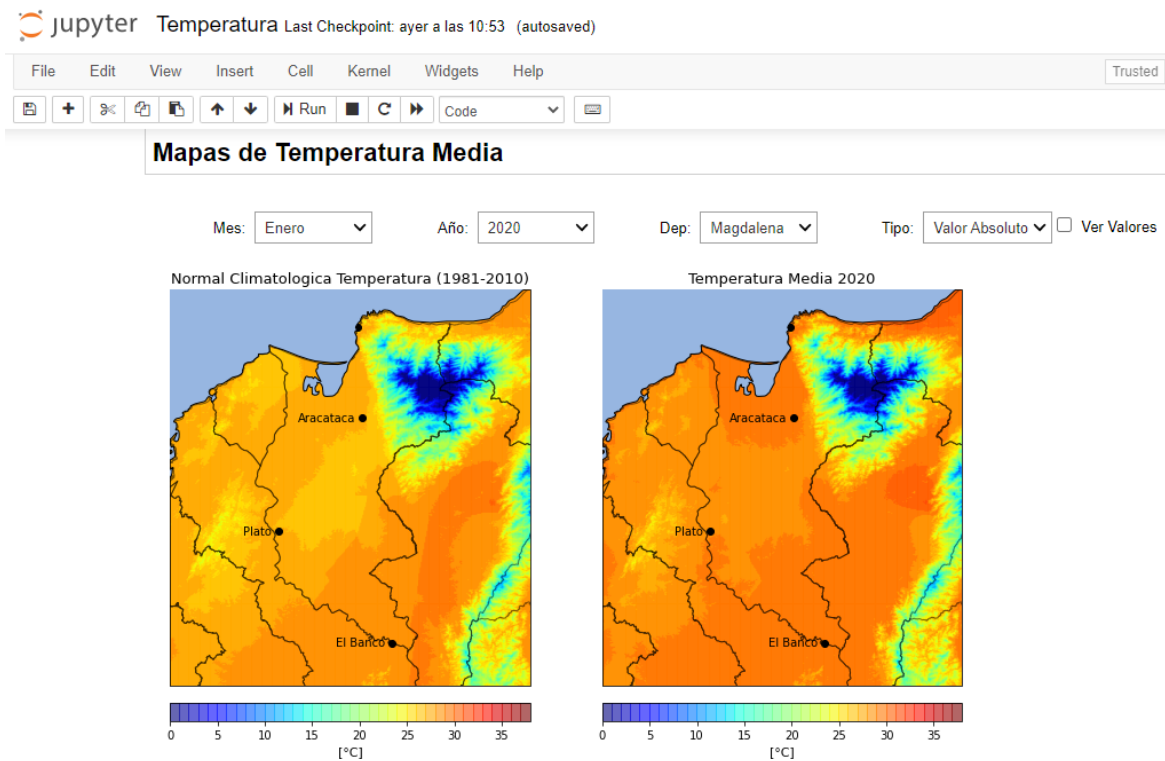 jupyter Temperatura Last Checkpoint: ayer a las 10:53 (autosaved)
File Edit View Insert Cell Kernel Widgets Help Trusted
Run Code
Mapas de Temperatura Media
Mes: Enero Año: 2020 Dep: Magdalena Tipo: Valor Absoluto Ver Valores
Normal Climatologica Temperatura (1981-2010)
Aracataca
Plato
El Banco
0 5 10 15 20 25 30 35
[°C]
Temperatura Media 2020
Aracataca
Plato
El Banco
0 5 10 15 20 25 30 35
[°C]